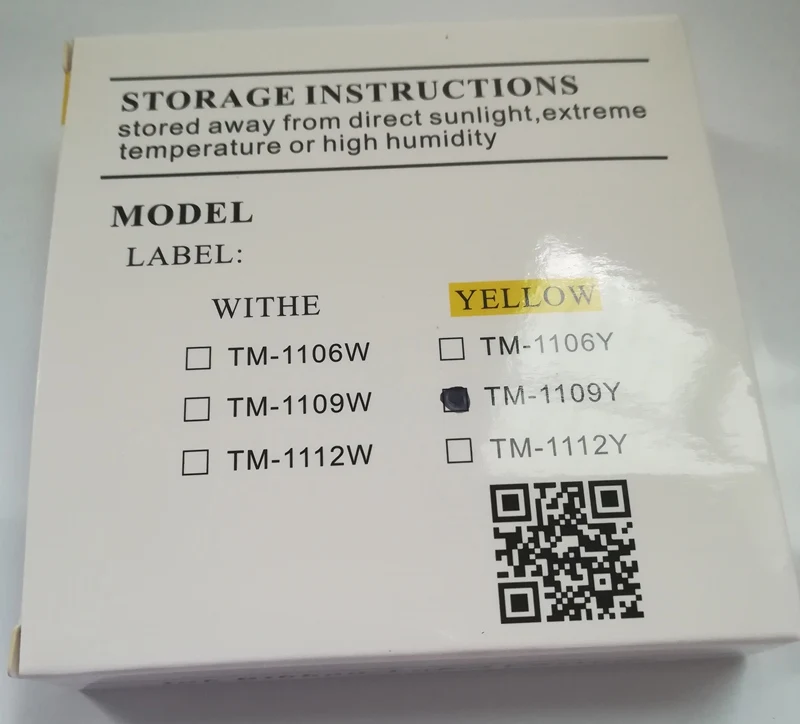 STORAGE INSTRUCTIONS
stored away from direct sunlight,extreme
temperature or high humidity
MODEL
LABEL:
WITHE YELLOW
TM-1106W TM-1106Y
TM-1109W TM-1109Y
TM-1112W TM-1112Y